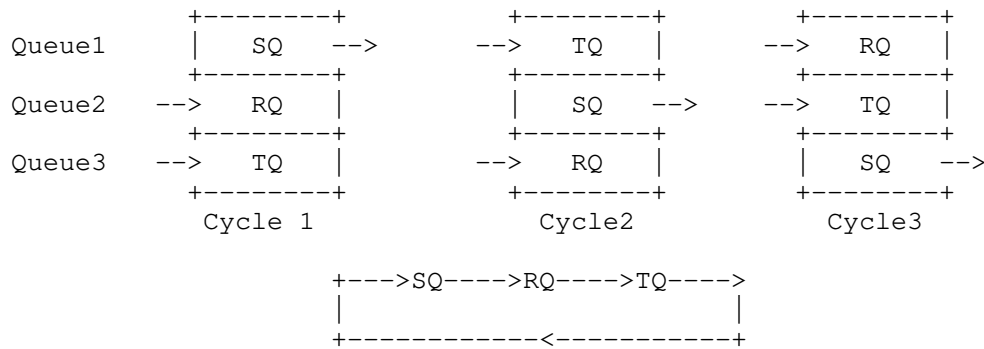 +--------+ +--------+ +--------+
Queue1 | SQ --> --> TQ | --> RQ |
+--------+ +--------+ +--------+
Queue2 --> RQ | | SQ --> --> TQ |
+--------+ +--------+ +--------+
Queue3 --> TQ | --> RQ | | SQ -->
+--------+ +--------+ +--------+
Cycle 1 Cycle2 Cycle3
+--->SQ---->RQ---->TQ---->
| |
+------------<-----------+